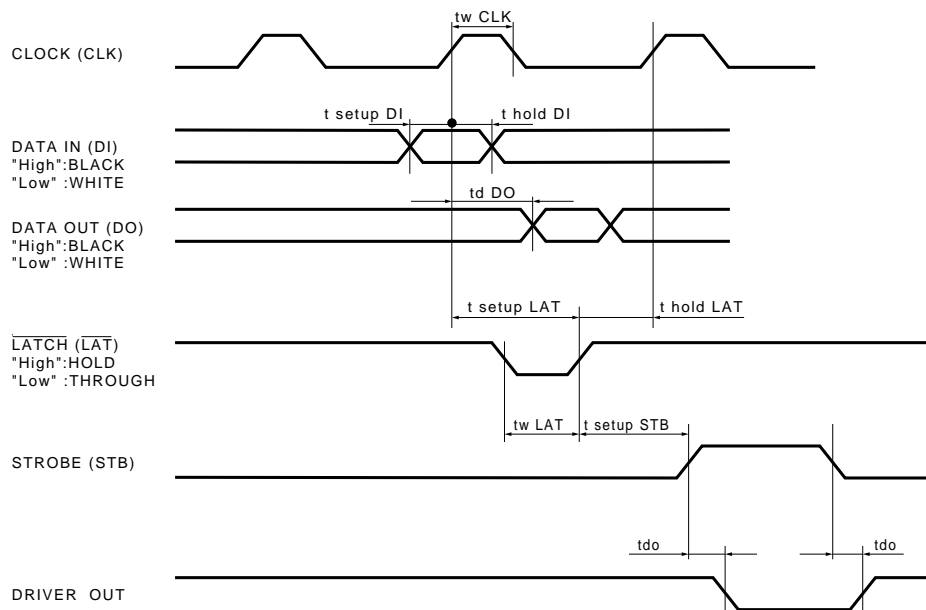 tw CLK
CLOCK (CLK)
t setup DI
t hold DI
DATA IN (DI)
"High":BLACK
"Low" :WHITE
td DO
DATA OUT (DO)
"High":BLACK
"Low" :WHITE
t setup LAT
t hold LAT
LATCH (LAT)
"High":HOLD
"Low" :THROUGH
tw LAT
t setup STB
STROBE (STB)
tdo
tdo
DRIVER OUT